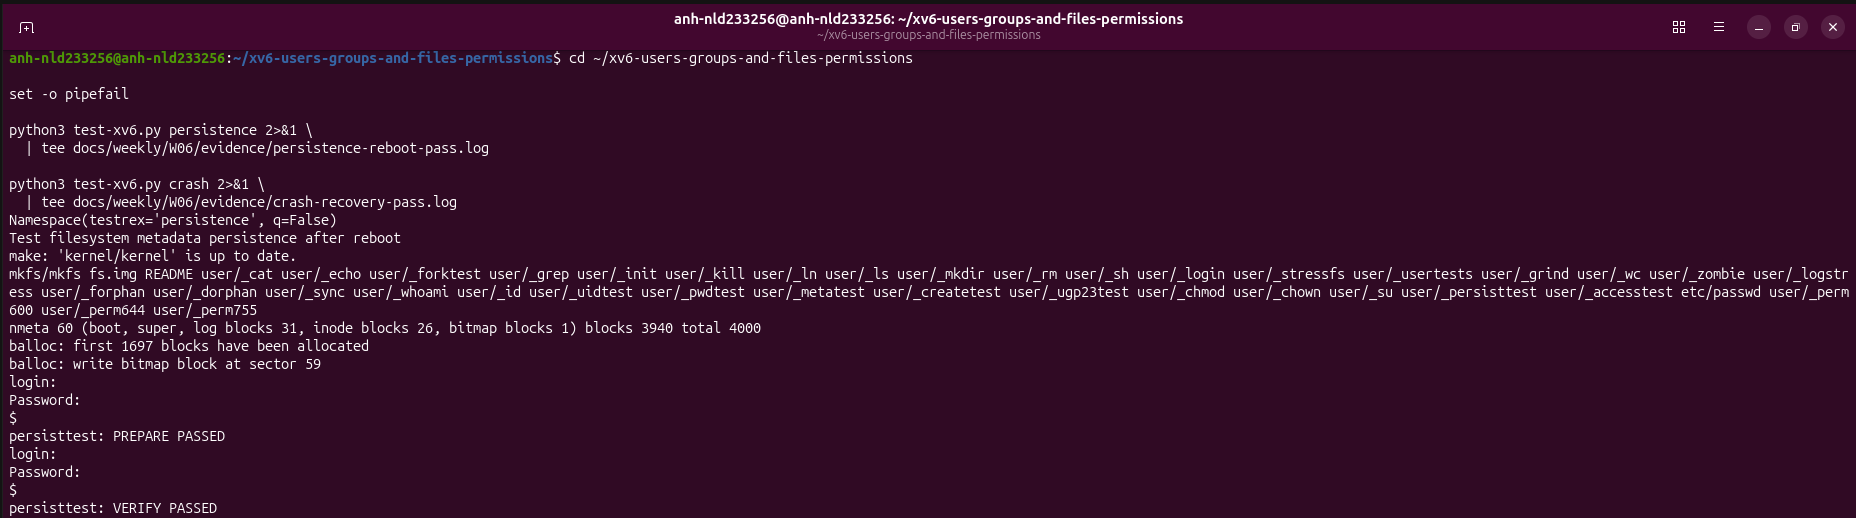 anh-nld233256@anh-nld233256: ~/xv6-users-groups-and-files-permissions
~/xv6-users-groups-and-files-permissions
anh-nld233256@anh-nld233256:~/xv6-users-groups-and-files-permissions$ cd ~/xv6-users-groups-and-files-permissions
set -o pipefail
python3 test-xv6.py persistence 2>&1 \
  | tee docs/weekly/W06/evidence/persistence-reboot-pass.log
python3 test-xv6.py crash 2>&1 \
  | tee docs/weekly/W06/evidence/crash-recovery-pass.log
Namespace(testrex='persistence', q=False)
Test filesystem metadata persistence after reboot
make: 'kernel/kernel' is up to date.
mkfs/mkfs fs.img README user/_cat user/_echo user/_forktest user/_grep user/_init user/_kill user/_ln user/_ls user/_mkdir user/_rm user/_sh user/_login user/_stressfs user/_usertests user/_grind user/_wc user/_zombie user/_logstr
ess user/_forphan user/_dorphan user/_sync user/_whoami user/_id user/_uidtest user/_pwdtest user/_metatest user/_createtest user/_ugp23test user/_chmod user/_chown user/_su user/_persisttest user/_accesstest etc/passwd user/_perm
600 user/_perm644 user/_perm755
nmeta 60 (boot, super, log blocks 31, inode blocks 26, bitmap blocks 1) blocks 3940 total 4000
balloc: first 1697 blocks have been allocated
balloc: write bitmap block at sector 59
login:
Password:
$
persisttest: PREPARE PASSED
login:
Password:
$
persisttest: VERIFY PASSED